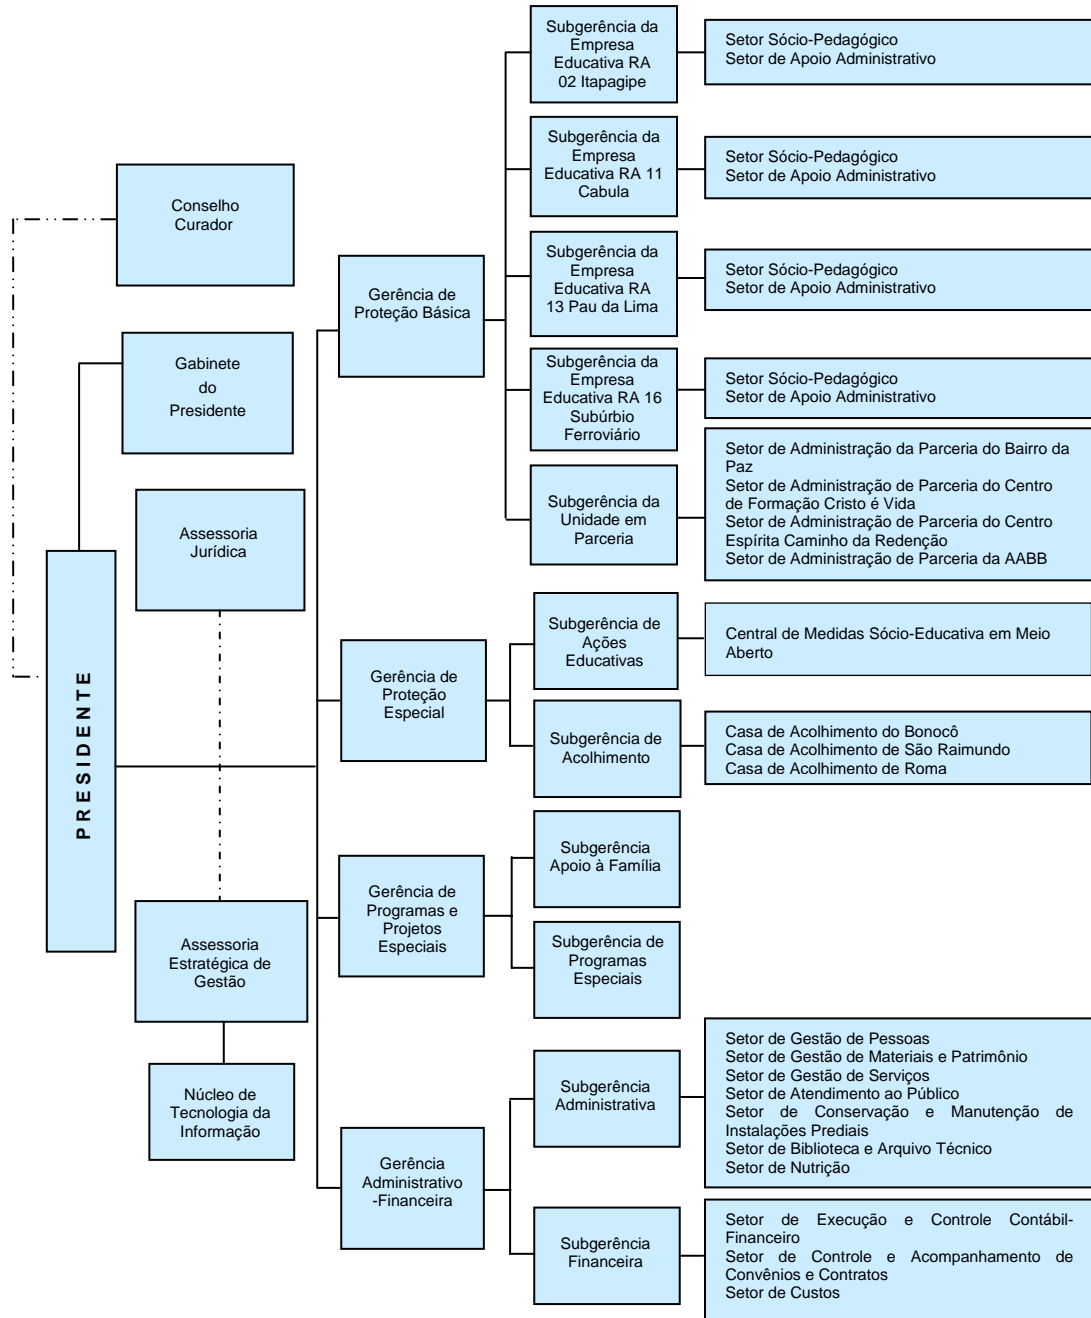 Conselho
Curador
Gabinete
do
Presidente
Assessoria
Jurídica
PRESIDENTE
Assessoria
Estratégica de
Gestão
Núcleo de
Tecnologia da
Informação
Gerência de
Proteção Básica
Subgerência da
Empresa
Educativa RA
02 Itapagipe
Setor Sócio-Pedagógico
Setor de Apoio Administrativo
Subgerência da
Empresa
Educativa RA 11
Cabula
Setor Sócio-Pedagógico
Setor de Apoio Administrativo
Subgerência da
Empresa
Educativa RA
13 Pau da Lima
Setor Sócio-Pedagógico
Setor de Apoio Administrativo
Subgerência da
Empresa
Educativa RA 16
Subúrbio
Ferroviário
Setor Sócio-Pedagógico
Setor de Apoio Administrativo
Subgerência da
Unidade em
Parceria
Setor de Administração da Parceria do Bairro da
Paz
Setor de Administração de Parceria do Centro
de Formação Cristo é Vida
Setor de Administração de Parceria do Centro
Espírita Caminho da Redenção
Setor de Administração de Parceria da AABB
Gerência de
Proteção
Especial
Subgerência de
Ações
Educativas
Central de Medidas Sócio-Educativa em Meio
Aberto
Subgerência de
Acolhimento
Casa de Acolhimento do Bonocô
Casa de Acolhimento de São Raimundo
Casa de Acolhimento de Roma
Gerência de
Programas e
Projetos
Especiais
Subgerência
Apoio à Família
Subgerência de
Programas
Especiais
Gerência
Administrativo
-Financeira
Subgerência
Administrativa
Setor de Gestão de Pessoas
Setor de Gestão de Materiais e Patrimônio
Setor de Gestão de Serviços
Setor de Atendimento ao Público
Setor de Conservação e Manutenção de
Instalações Prediais
Setor de Biblioteca e Arquivo Técnico
Setor de Nutrição
Subgerência
Financeira
Setor de Execução e Controle Contábil-
Financeiro
Setor de Controle e Acompanhamento de
Convênios e Contratos
Setor de Custos